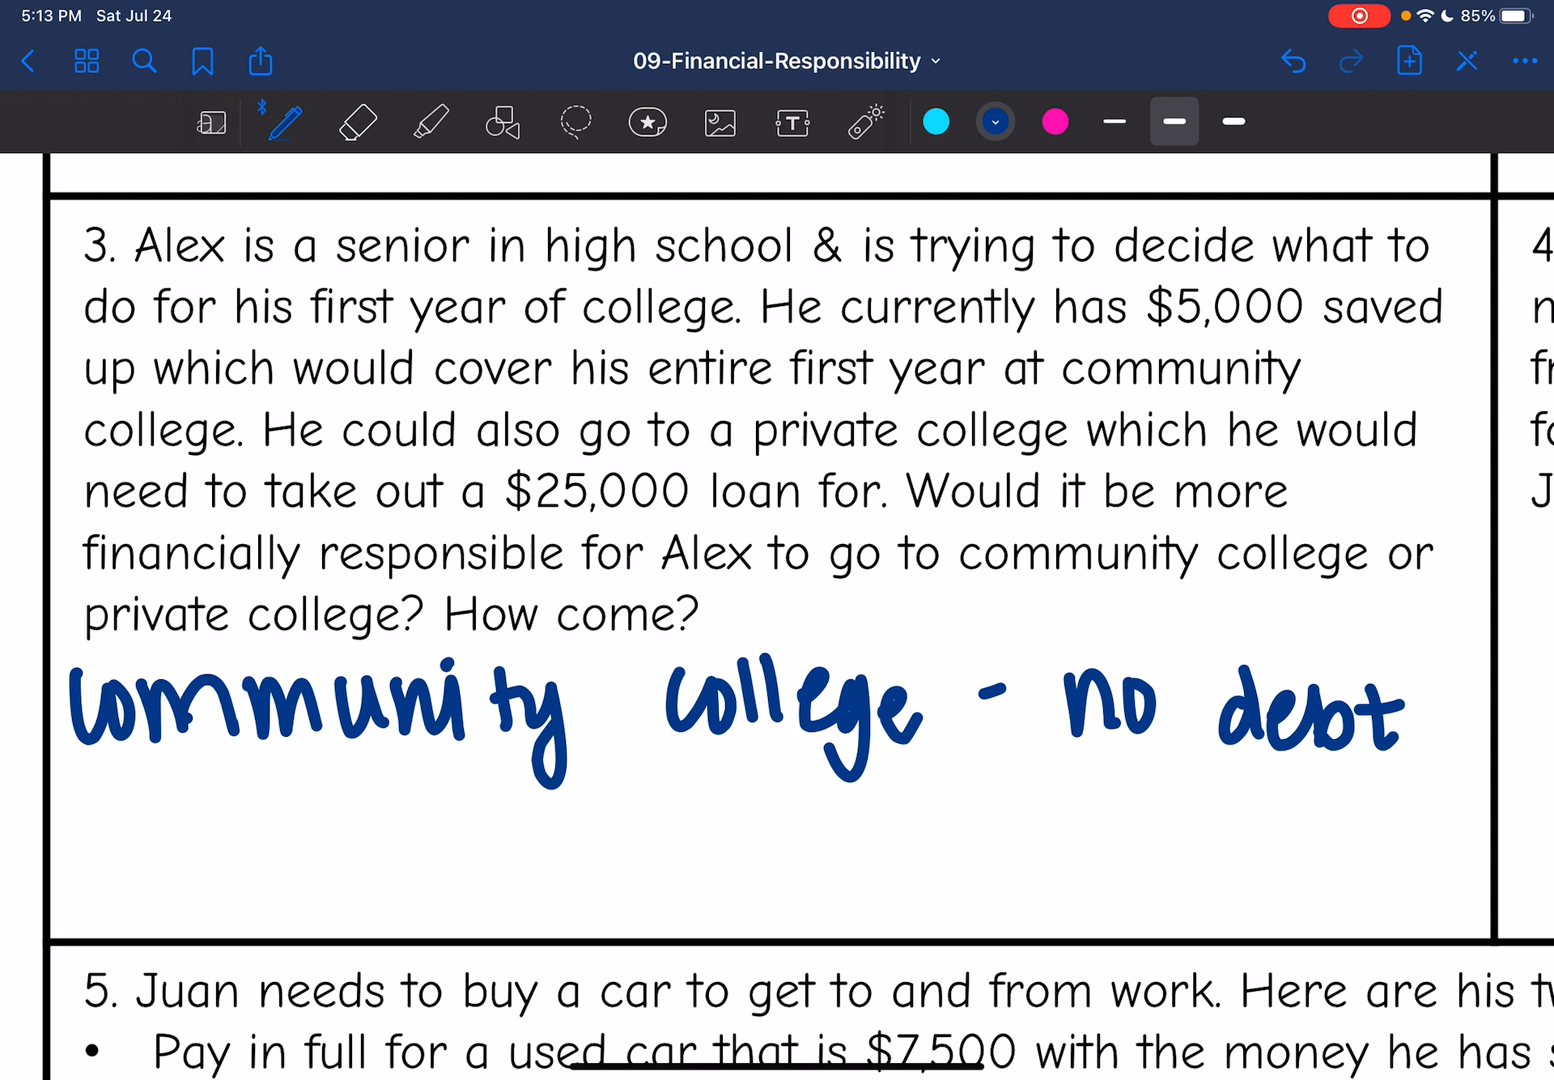 5:13 PM Sat Jul 24
85%
09-Financial-Responsibility
T
3. Alex is a senior in high school & is trying to decide what to
do for his first year of college. He currently has $5,000 saved
up which would cover his entire first year at community
college. He could also go to a private college which he would
need to take out a $25,000 loan for. Would it be more
financially responsible for Alex to go to community college or
private college? How come?
community college - no debt
4
J
5. Juan needs to buy a car to get to and from work. Here are his
• Pay in full for a used car that is $7,500 with the money he has